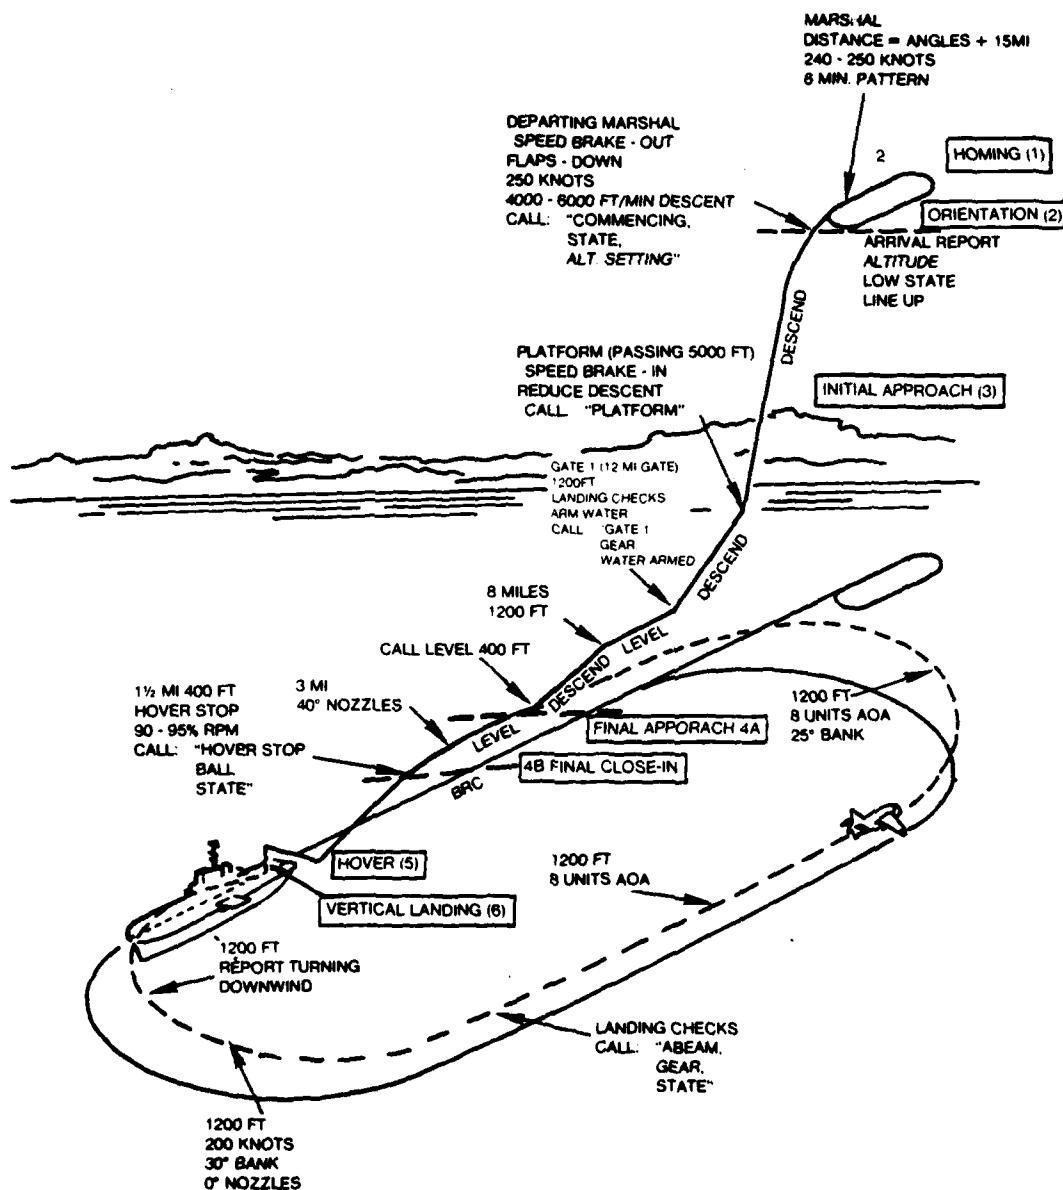 MARSHAL
DISTANCE = ANGLES + 15MI
240 - 250 KNOTS
6 MIN. PATTERN
DEPARTING MARSHAL
SPEED BRAKE - OUT
FLAPS - DOWN
250 KNOTS
4000 - 6000 FT/MIN DESCENT
CALL: "COMMENCING,
STATE,
ALT. SETTING"
2
HOMING (1)
ORIENTATION (2)
ARRIVAL REPORT
ALTITUDE
LOW STATE
LINE UP
DESCEND
PLATFORM (PASSING 5000 FT)
SPEED BRAKE - IN
REDUCE DESCENT
CALL "PLATFORM"
INITIAL APPROACH (3)
GATE 1 (12 MI GATE)
1200FT
LANDING CHECKS
ARM WATER
CALL "GATE 1
GEAR
WATER ARMED
DESCEND
8 MILES
1200 FT
LEVEL
CALL LEVEL 400 FT
DESCEND
3 MI
40° NOZZLES
1½ MI 400 FT
HOVER STOP
90 - 95% RPM
CALL: "HOVER STOP
BALL
STATE"
LEVEL
FINAL APPORACH 4A
4B FINAL CLOSE-IN
BRC
1200 FT
8 UNITS AOA
25° BANK
HOVER (5)
VERTICAL LANDING (6)
1200 FT
8 UNITS AOA
1200 FT
REPORT TURNING
DOWNWIND
LANDING CHECKS
CALL: "ABEAM,
GEAR,
STATE"
1200 FT
200 KNOTS
30° BANK
0° NOZZLES